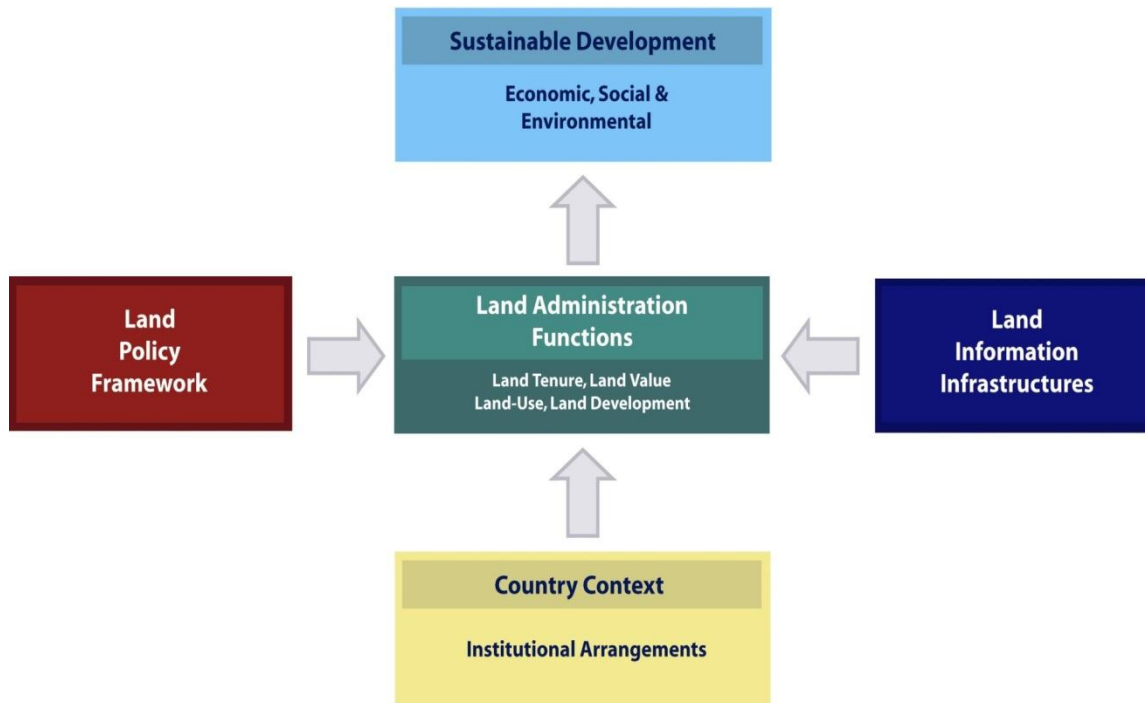 Sustainable Development
Economic, Social &
Environmental
Land
Policy
Framework
Land Administration
Functions
Land Tenure, Land Value
Land-Use, Land Development
Land
Information
Infrastructures
Country Context
Institutional Arrangements